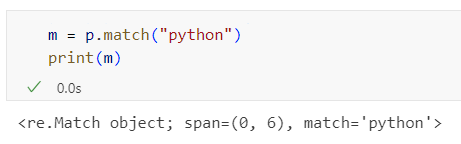 m = p.match("python")
print(m)
0.0s
<re.Match object; span=(0, 6), match='python'>